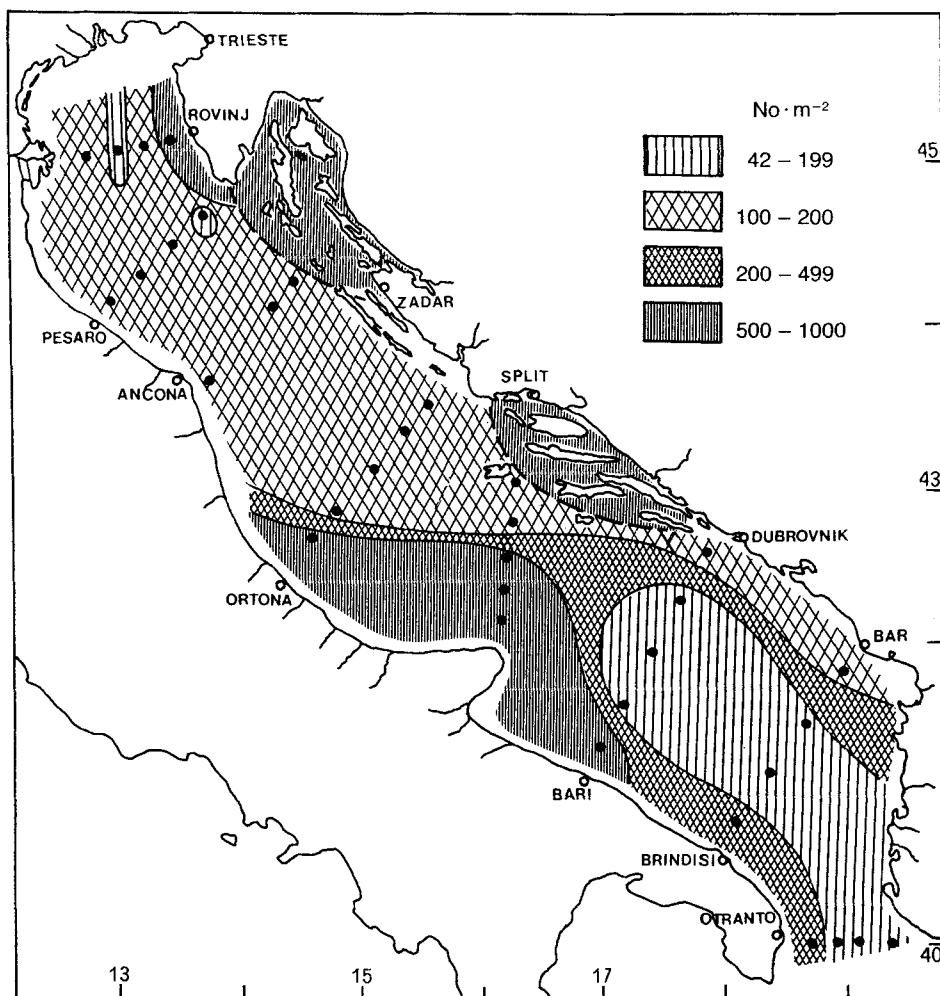 TRIESTE
ROVINJ
No·m⁻²
42 – 199
45
100 – 200
200 – 499
500 – 1000
ZADAR
PESARO
ANCONA
SPLIT
43
DUBROVNIK
ORTONA
BAR
BARI
BRINDISI
OTRANTO
40
13
15
17